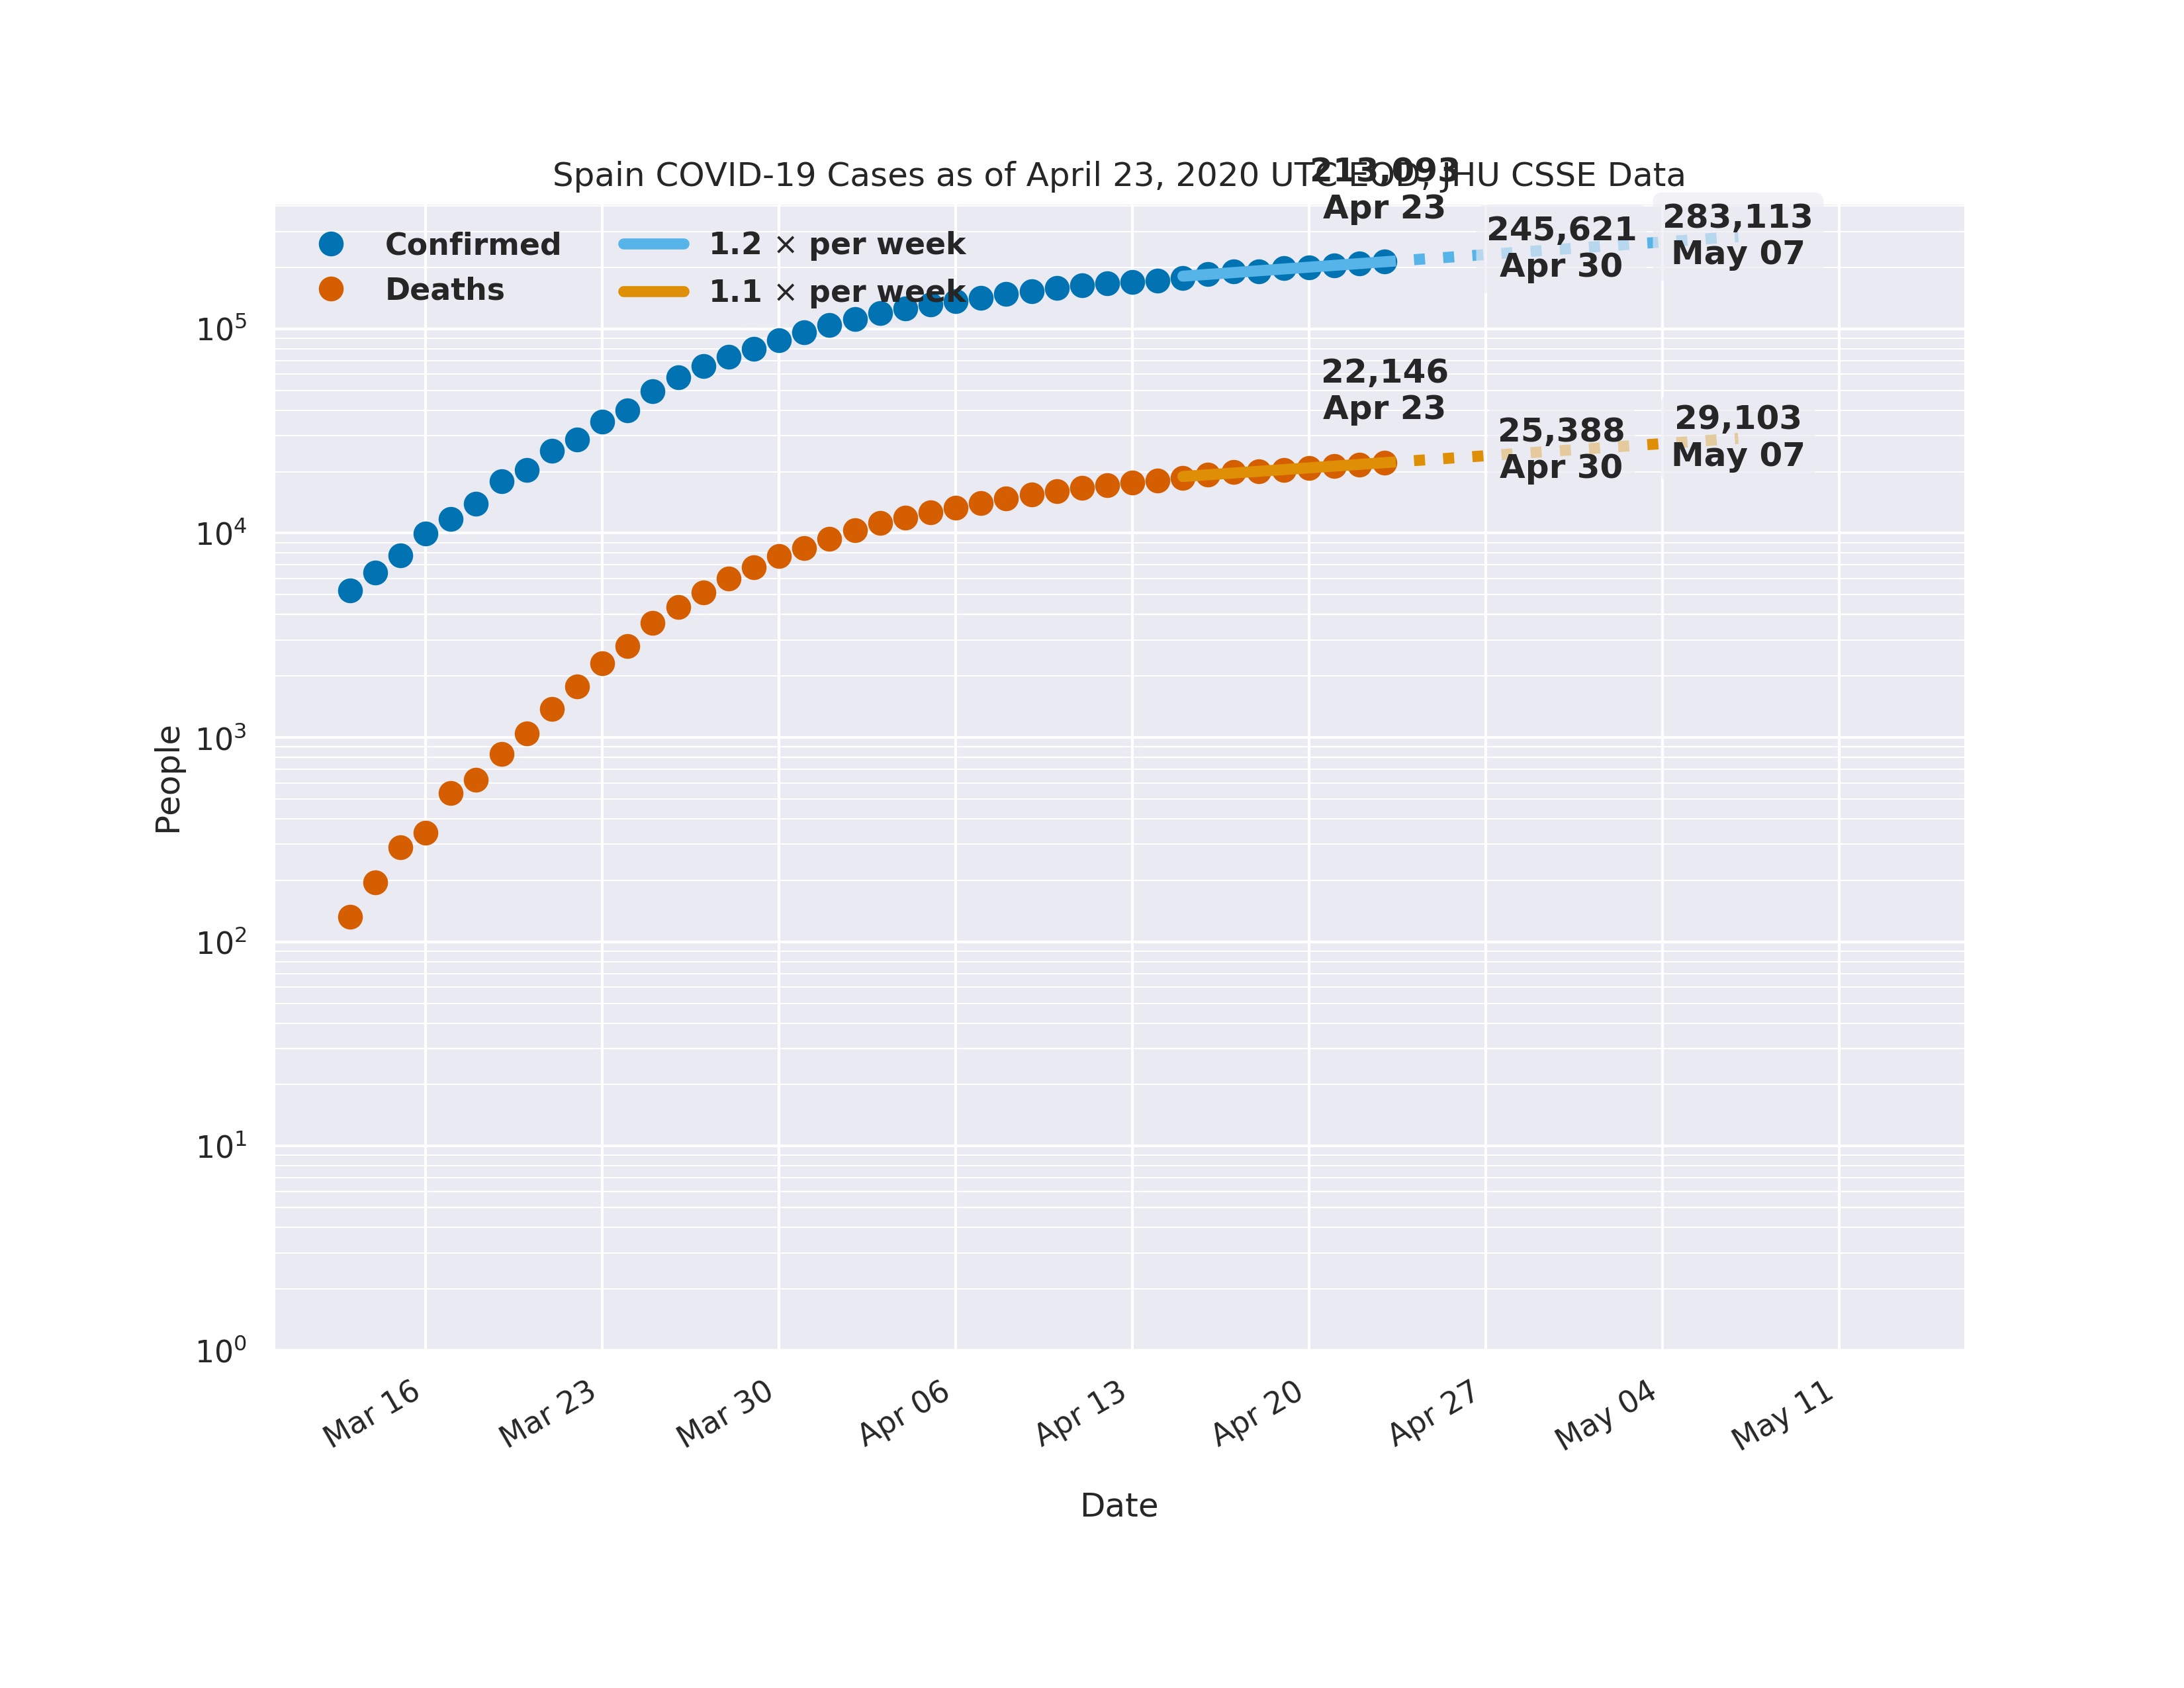 Spain COVID-19 Cases as of April 23, 2020 UTC EOD, JHU CSSE Data
213,093
Apr 23
245,621
Apr 30
283,113
May 07
Confirmed
Deaths
1.2 × per week
1.1 × per week
22,146
Apr 23
25,388
Apr 30
29,103
May 07
People
10⁵
10⁴
10³
10²
10¹
10⁰
Mar 16
Mar 23
Mar 30
Apr 06
Apr 13
Apr 20
Apr 27
May 04
May 11
Date